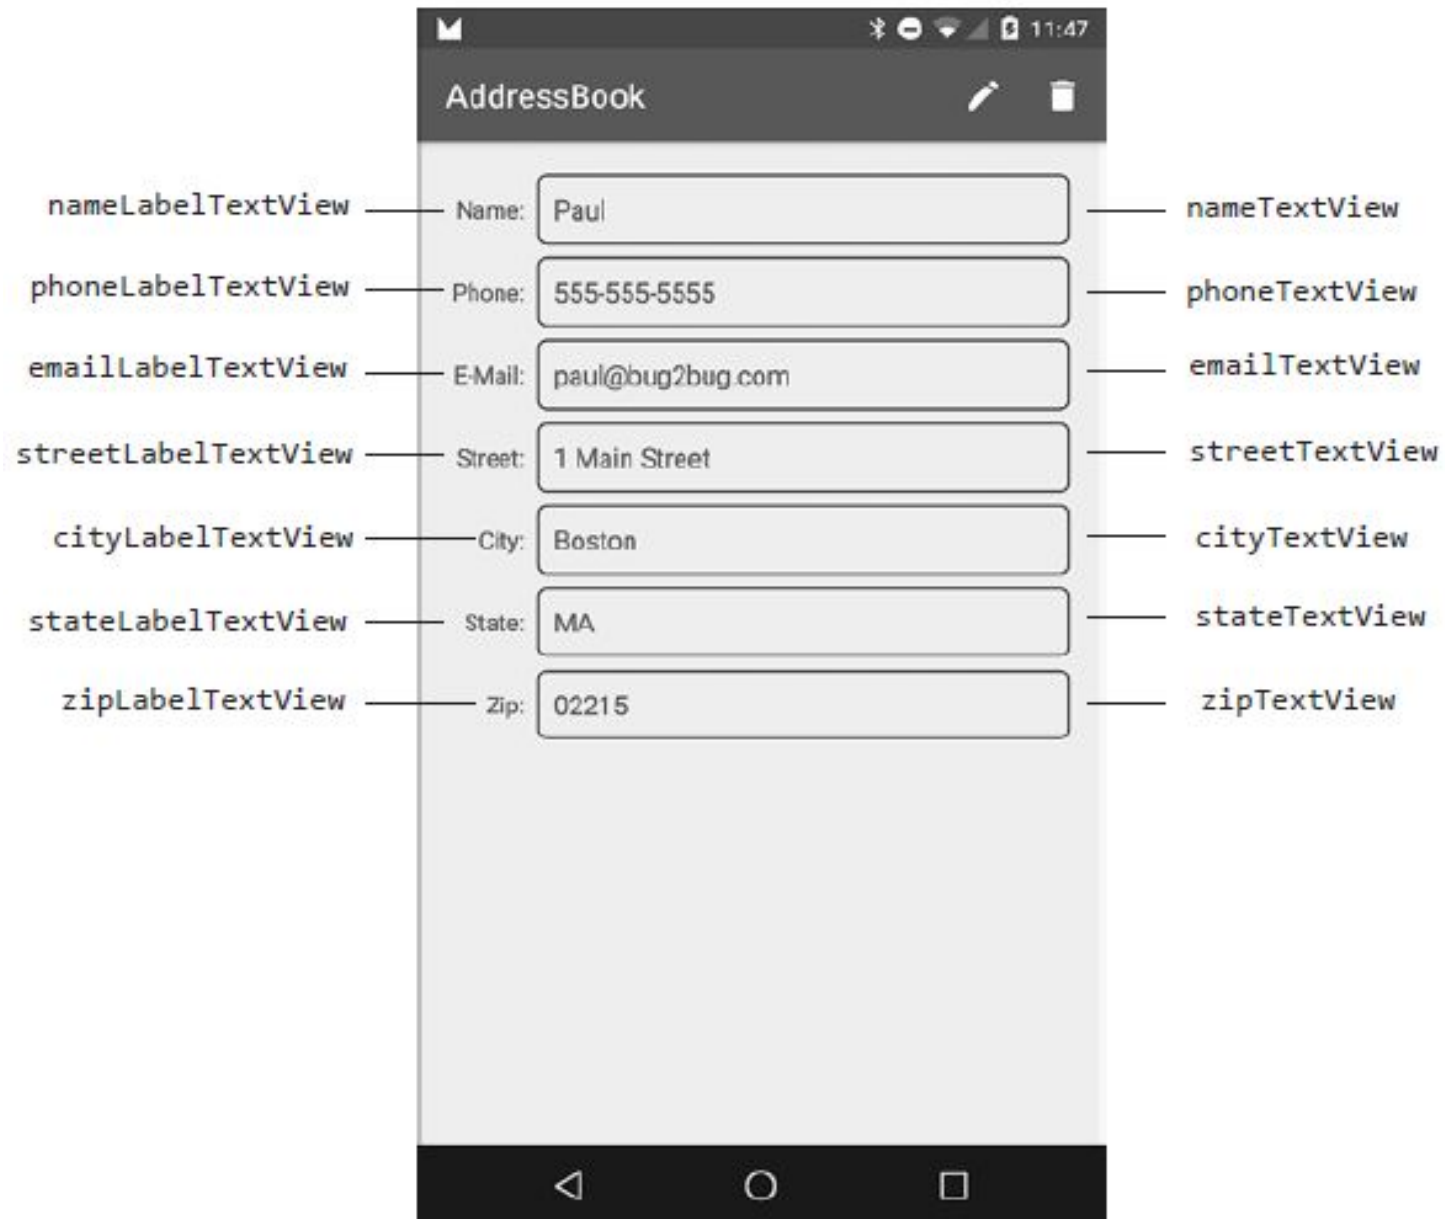 11:47
AddressBook
nameLabelTextView Name: Paul nameTextView
phoneLabelTextView Phone: 555-555-5555 phoneTextView
emailLabelTextView E-Mail: paul@bug2bug.com emailTextView
streetLabelTextView Street: 1 Main Street streetTextView
cityLabelTextView City: Boston cityTextView
stateLabelTextView State: MA stateTextView
zipLabelTextView Zip: 02215 zipTextView